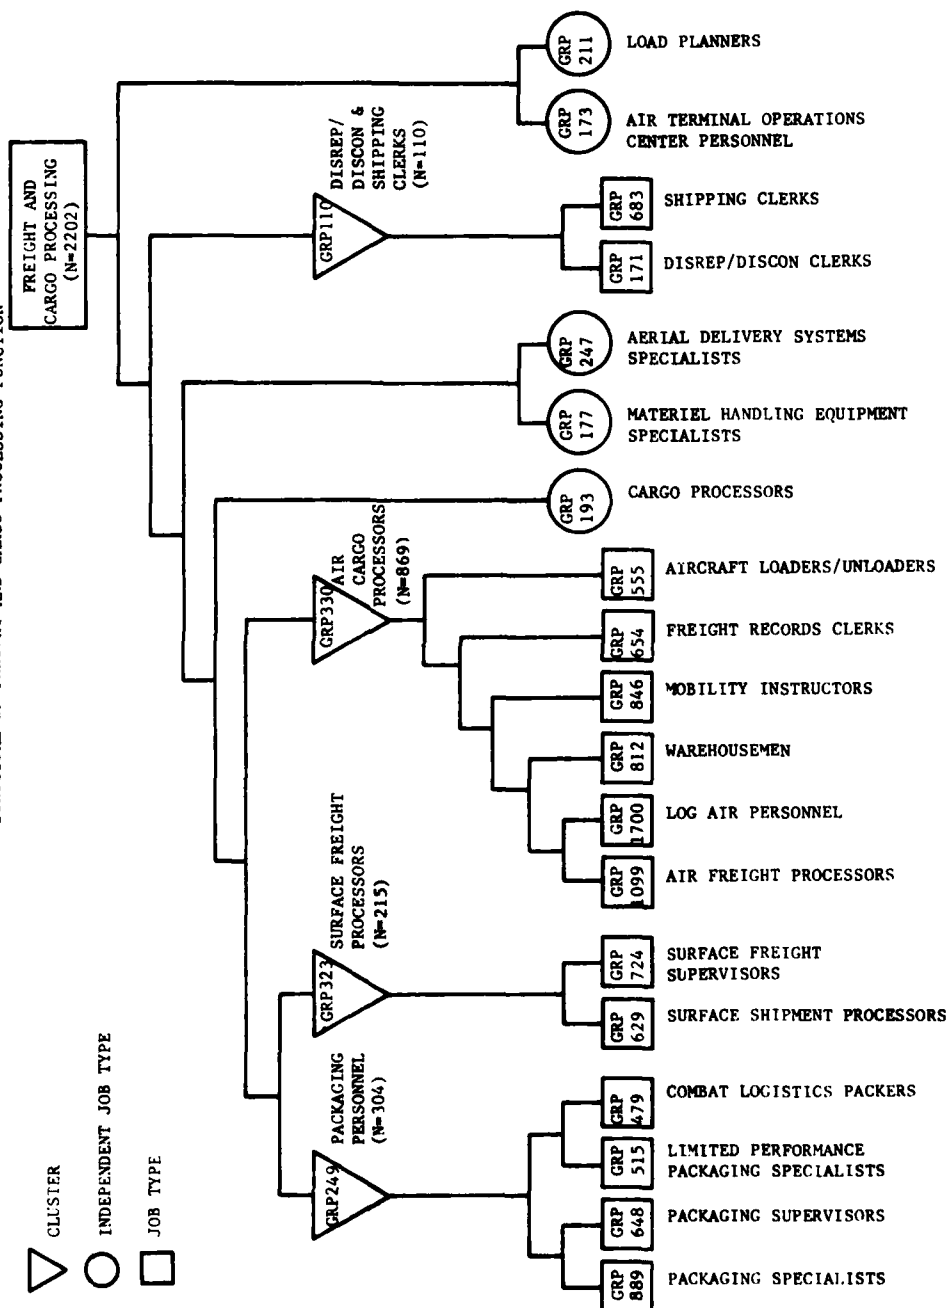 FREIGHT AND
CARGO PROCESSING
(N=2202)
GRP
211
LOAD PLANNERS
GRP
173
AIR TERMINAL OPERATIONS
CENTER PERSONNEL
GRP110
DISREP/
DISCON &
SHIPPING
CLERKS
(N=110)
GRP
683
SHIPPING CLERKS
GRP
171
DISREP/DISCON CLERKS
GRP
247
AERIAL DELIVERY SYSTEMS
SPECIALISTS
GRP
177
MATERIEL HANDLING EQUIPMENT
SPECIALISTS
GRP
193
CARGO PROCESSORS
GRP330
AIR
CARGO
PROCESSORS
(N=869)
GRP
555
AIRCRAFT LOADERS/UNLOADERS
GRP
654
FREIGHT RECORDS CLERKS
GRP
846
MOBILITY INSTRUCTORS
GRP
812
WAREHOUSEMEN
GRP
1700
LOG AIR PERSONNEL
GRP
1099
AIR FREIGHT PROCESSORS
GRP323
SURFACE FREIGHT
PROCESSORS
(N=215)
GRP
724
SURFACE FREIGHT
SUPERVISORS
GRP
629
SURFACE SHIPMENT PROCESSORS
GRP249
PACKAGING
PERSONNEL
(N=304)
GRP
479
COMBAT LOGISTICS PACKERS
GRP
515
LIMITED PERFORMANCE
PACKAGING SPECIALISTS
GRP
648
PACKAGING SUPERVISORS
GRP
889
PACKAGING SPECIALISTS
CLUSTER
INDEPENDENT JOB TYPE
JOB TYPE